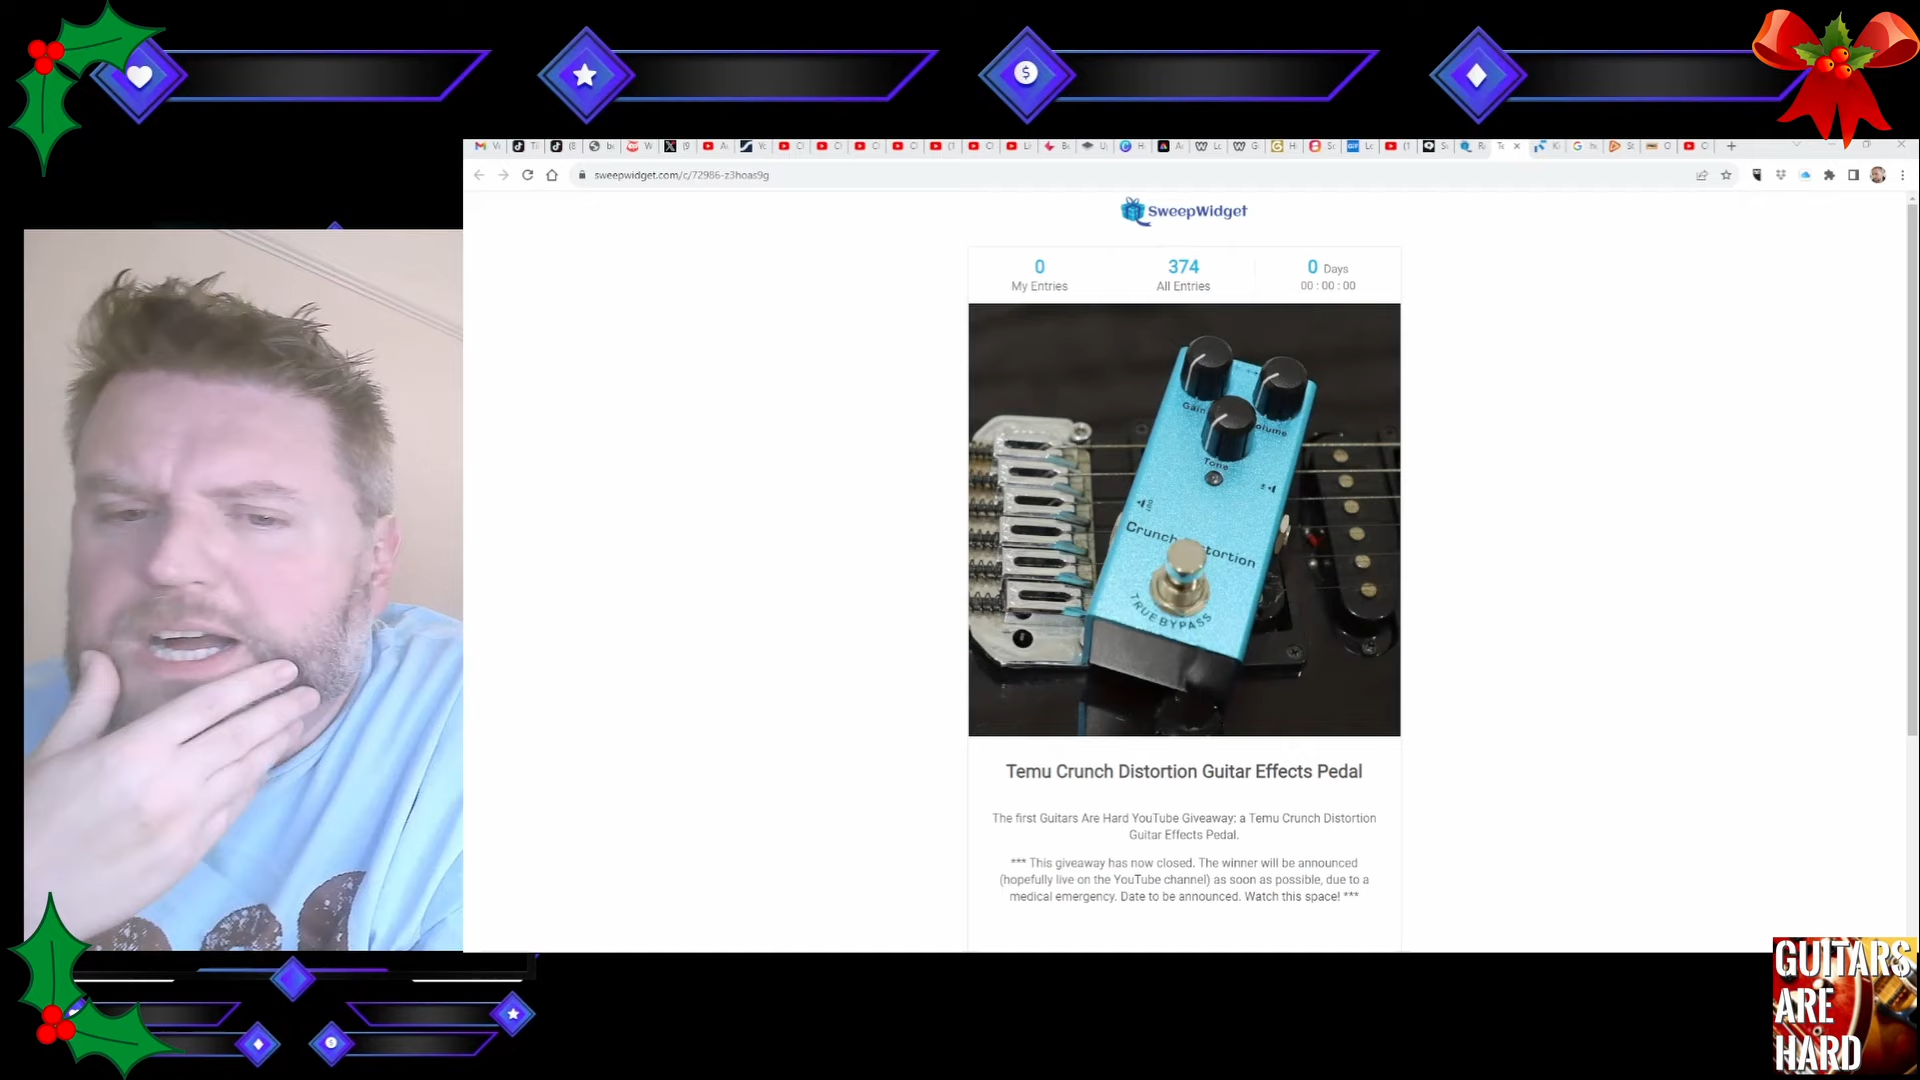 sweepwidget.com/c/72986-z3hoas9g
SweepWidget
0
My Entries
374
All Entries
0 Days
00 : 00 : 00
Gain
Volume
Tone
Crunch Distortion
TRUE BYPASS
Temu Crunch Distortion Guitar Effects Pedal
The first Guitars Are Hard YouTube Giveaway: a Temu Crunch Distortion
Guitar Effects Pedal.
*** This giveaway has now closed. The winner will be announced
(hopefully live on the YouTube channel) as soon as possible, due to a
medical emergency. Date to be announced. Watch this space! ***
GUITARS
ARE
HARD